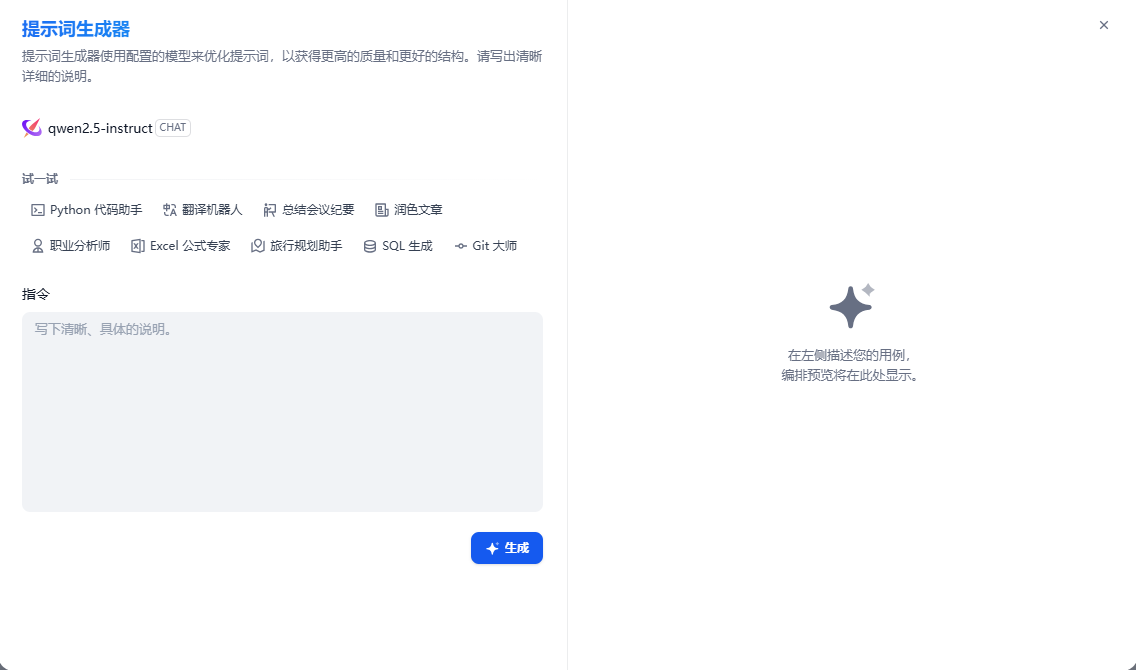 提示词生成器
提示词生成器使用配置的模型来优化提示词，以获得更高的质量和更好的结构。请写出清晰
详细的说明。
qwen2.5-instruct CHAT
试一试
Python 代码助手 翻译机器人 总结会议纪要 润色文章
职业分析师 Excel 公式专家 旅行规划助手 SQL 生成 Git 大师
指令
写下清晰、具体的说明。
生成
在左侧描述您的用例，
编排预览将在此处显示。